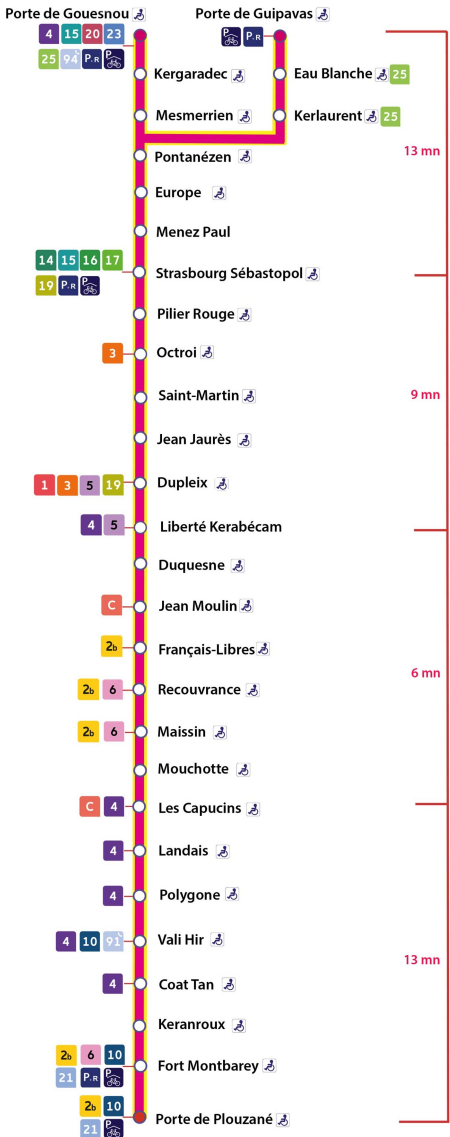 Porte de Gouesnou
Porte de Guipavas
4 15 20 23
P
P+R
25 94 P+R P
Kergaradec
Eau Blanche 25
Mesmerrien
Kerlaurent 25
13 mn
Pontanézen
Europe
Menez Paul
14 15 16 17
Strasbourg Sébastopol
19 P+R P
Pilier Rouge
3 Octroi
Saint-Martin
9 mn
Jean Jaurès
1 3 5 19 Dupleix
4 5 Liberté Kerabécam
Duquesne
C Jean Moulin
2b Français-Libres
6 mn
2b 6 Recouvrance
2b 6 Maissin
Mouchotte
C 4 Les Capucins
4 Landais
4 Polygone
4 10 91 Vali Hir
13 mn
4 Coat Tan
Keranroux
2b 6 10
Fort Montbarey
21 P+R P
2b 10
Porte de Plouzané
21 P